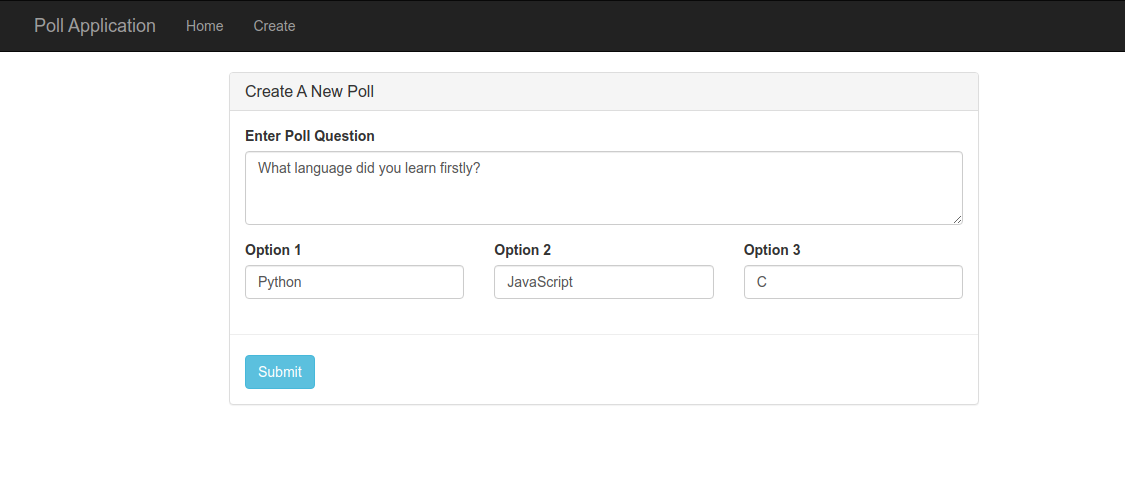 Poll Application Home Create
Create A New Poll
Enter Poll Question
What language did you learn firstly?
Option 1 Option 2 Option 3
Python JavaScript C
Submit